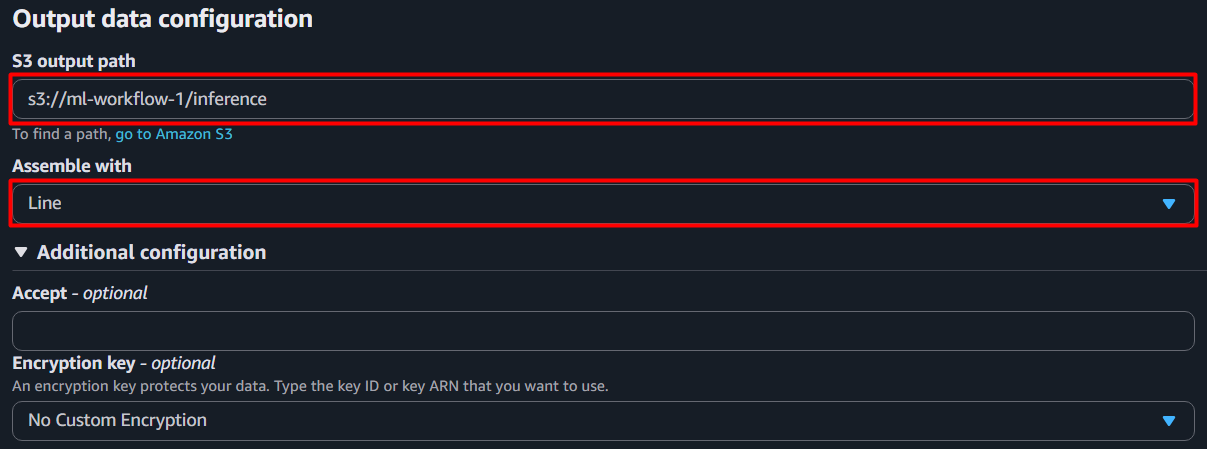 Output data configuration
S3 output path
s3://ml-workflow-1/inference
To find a path, go to Amazon S3
Assemble with
Line
Additional configuration
Accept - optional
Encryption key - optional
An encryption key protects your data. Type the key ID or key ARN that you want to use.
No Custom Encryption